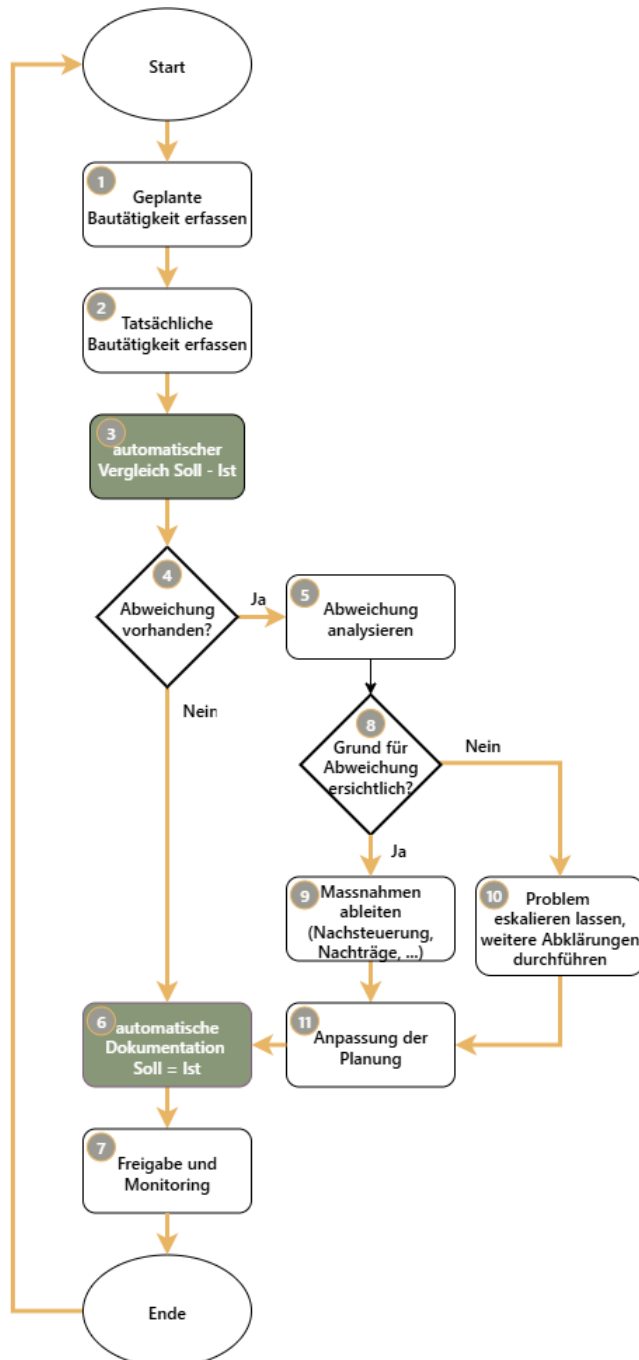 Start
1
Geplante
Bautätigkeit erfassen
2
Tatsächliche
Bautätigkeit erfassen
3
automatischer
Vergleich Soll - Ist
4
Abweichung
vorhanden?
Ja
5
Abweichung
analysieren
Nein
8
Grund für
Abweichung
ersichtlich?
Nein
Ja
9
Massnahmen
ableiten
(Nachsteuerung,
Nachträge, ...)
10
Problem
eskalieren lassen,
weitere Abklärungen
durchführen
6
automatische
Dokumentation
Soll = Ist
11
Anpassung der
Planung
7
Freigabe und
Monitoring
Ende